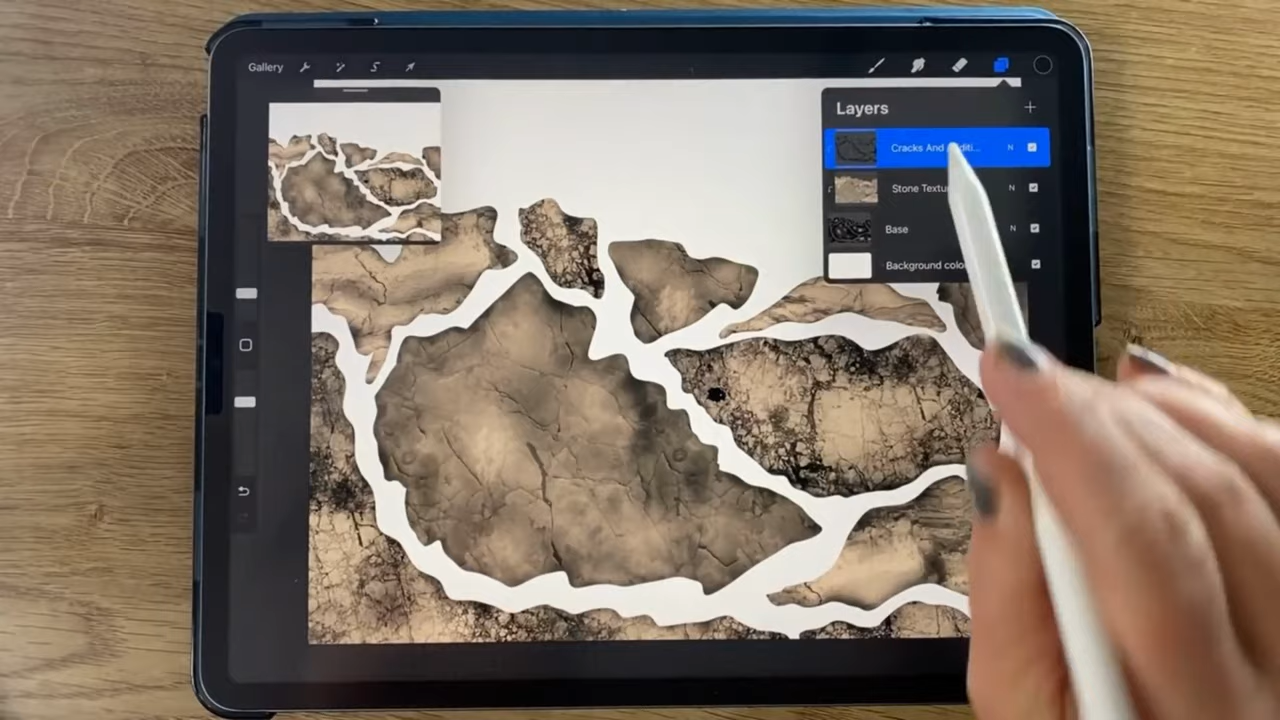 Gallery
Layers
Cracks And
N
Stone Textu
N
Base
N
Background colo